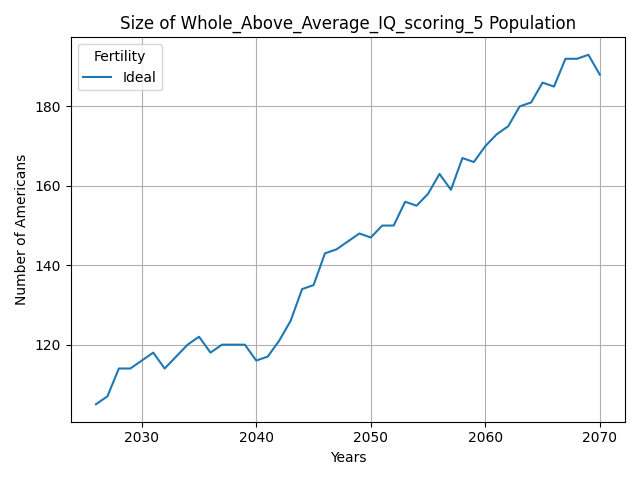 Size of Whole_Above_Average_IQ_scoring_5 Population
Fertility
Ideal
Number of Americans
180
160
140
120
2030 2040 2050 2060 2070
Years